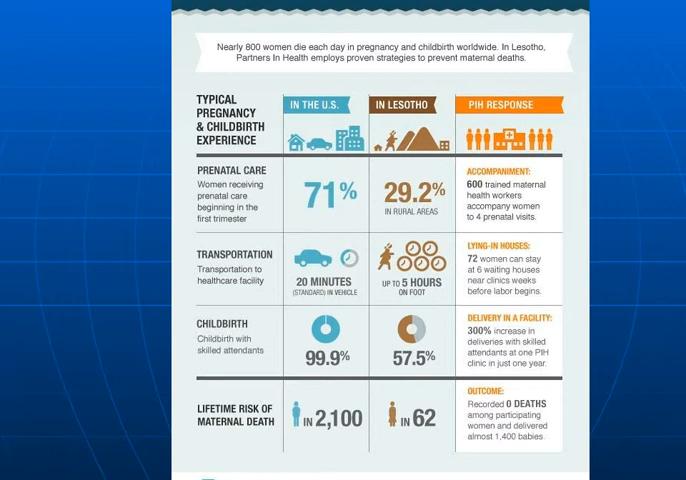 Nearly 800 women die each day in pregnancy and childbirth worldwide. In Lesotho,
Partners In Health employs proven strategies to prevent maternal deaths.
TYPICAL
PREGNANCY
& CHILDBIRTH
EXPERIENCE
IN THE U.S.
IN LESOTHO
PIH RESPONSE
PRENATAL CARE
Women receiving
prenatal care
beginning in the
first trimester
71%
29.2%
IN RURAL AREAS
ACCOMPANIMENT:
600 trained maternal
health workers
accompany women
to 4 prenatal visits.
TRANSPORTATION
Transportation to
healthcare facility
20 MINUTES
(STANDARD) IN VEHICLE
UP TO 5 HOURS
ON FOOT
LYING-IN HOUSES:
72 women can stay
at 6 waiting houses
near clinics weeks
before labor begins.
CHILDBIRTH
Childbirth with
skilled attendants
99.9%
57.5%
DELIVERY IN A FACILITY:
300% increase in
deliveries with skilled
attendants at one PIH
clinic in just one year.
LIFETIME RISK OF
MATERNAL DEATH
IN 2,100
IN 62
OUTCOME:
Recorded 0 DEATHS
among participating
women and delivered
almost 1,400 babies.